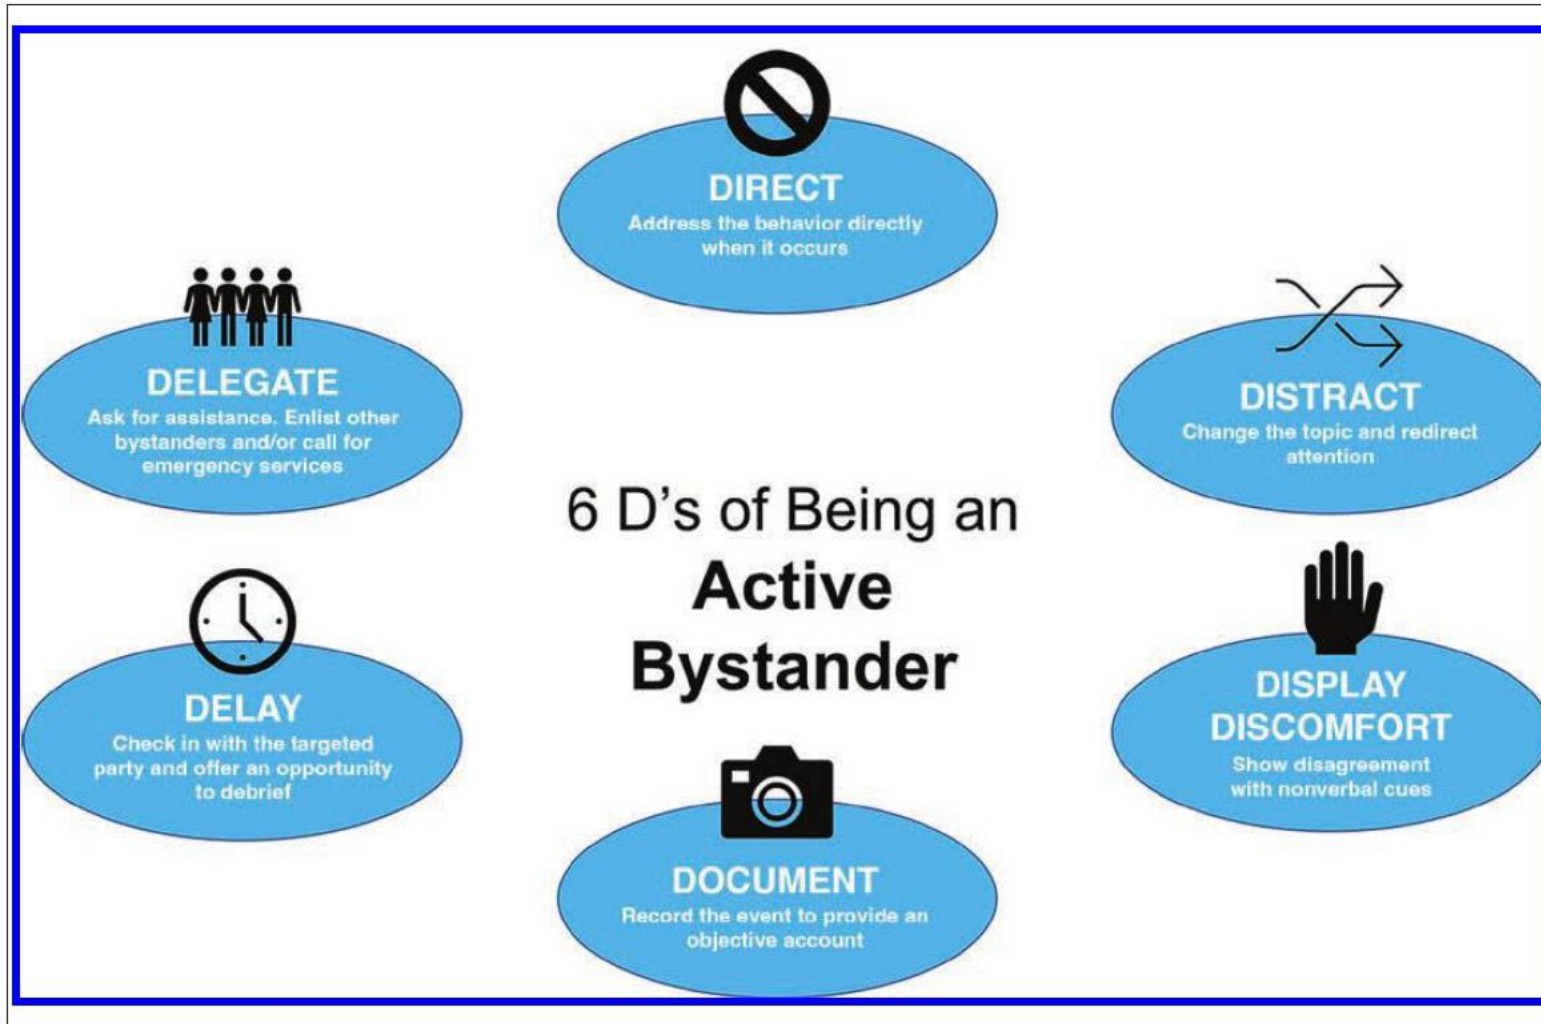 DIRECT
Address the behavior directly
when it occurs
DELEGATE
Ask for assistance. Enlist other
bystanders and/or call for
emergency services
DISTRACT
Change the topic and redirect
attention
6 D’s of Being an
Active
Bystander
DELAY
Check in with the targeted
party and offer an opportunity
to debrief
DISPLAY
DISCOMFORT
Show disagreement
with nonverbal cues
DOCUMENT
Record the event to provide an
objective account